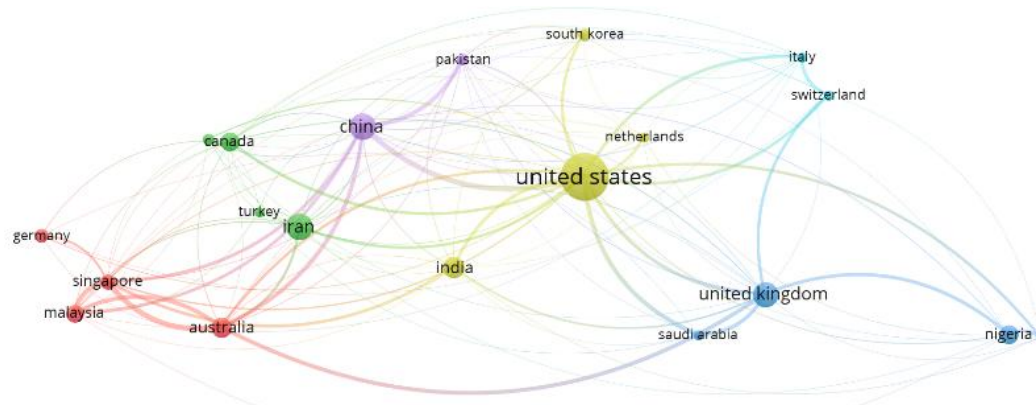 south korea
italy
pakistan
switzerland
china
netherlands
canada
united states
turkey
iran
germany
india
singapore
united kingdom
malaysia
australia
saudi arabia
nigeria